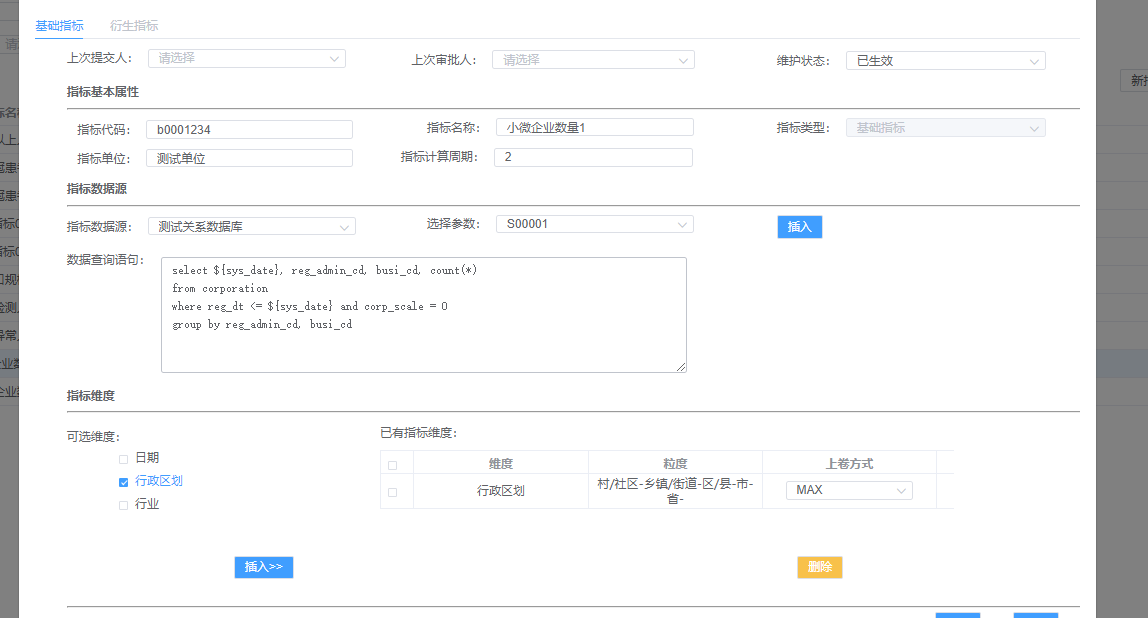 基础指标 衍生指标
上次提交人: 请选择 上次审批人: 请选择 维护状态: 已生效
指标基本属性
指标代码: b0001234 指标名称: 小微企业数量1 指标类型: 基础指标
指标单位: 测试单位 指标计算周期: 2
指标数据源
指标数据源: 测试关系数据库 选择参数: S00001 插入
数据查询语句:
select ${sys_date}, reg_admin_cd, busi_cd, count(*)
from corporation
where reg_dt <= ${sys_date} and corp_scale = 0
group by reg_admin_cd, busi_cd
指标维度
可选维度: 已有指标维度:
日期
行政区划
行业
维度 粒度 上卷方式
行政区划 村/社区-乡镇/街道-区/县-市-
省- MAX
插入>> 删除